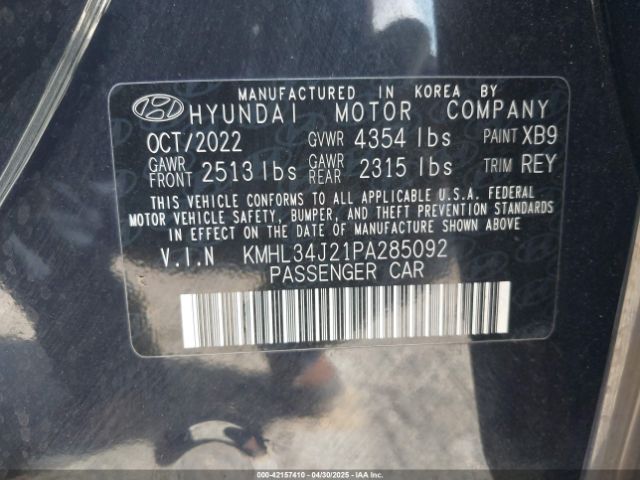 MANUFACTURED IN KOREA BY
HYUNDAI MOTOR COMPANY
OCT/2022 GVWR 4354 lbs PAINT XB9
GAWR FRONT 2513 lbs GAWR REAR 2315 lbs TRIM REY
THIS VEHICLE CONFORMS TO ALL APPLICABLE U.S.A. FEDERAL
MOTOR VEHICLE SAFETY, BUMPER, AND THEFT PREVENTION STANDARDS
IN EFFECT ON THE DATE OF MANUFACTURE SHOWN ABOVE.
V.I.N KMHL34J21PA285092
PASSENGER CAR
000-42157410 - 04/30/2025 - IAAI.COM